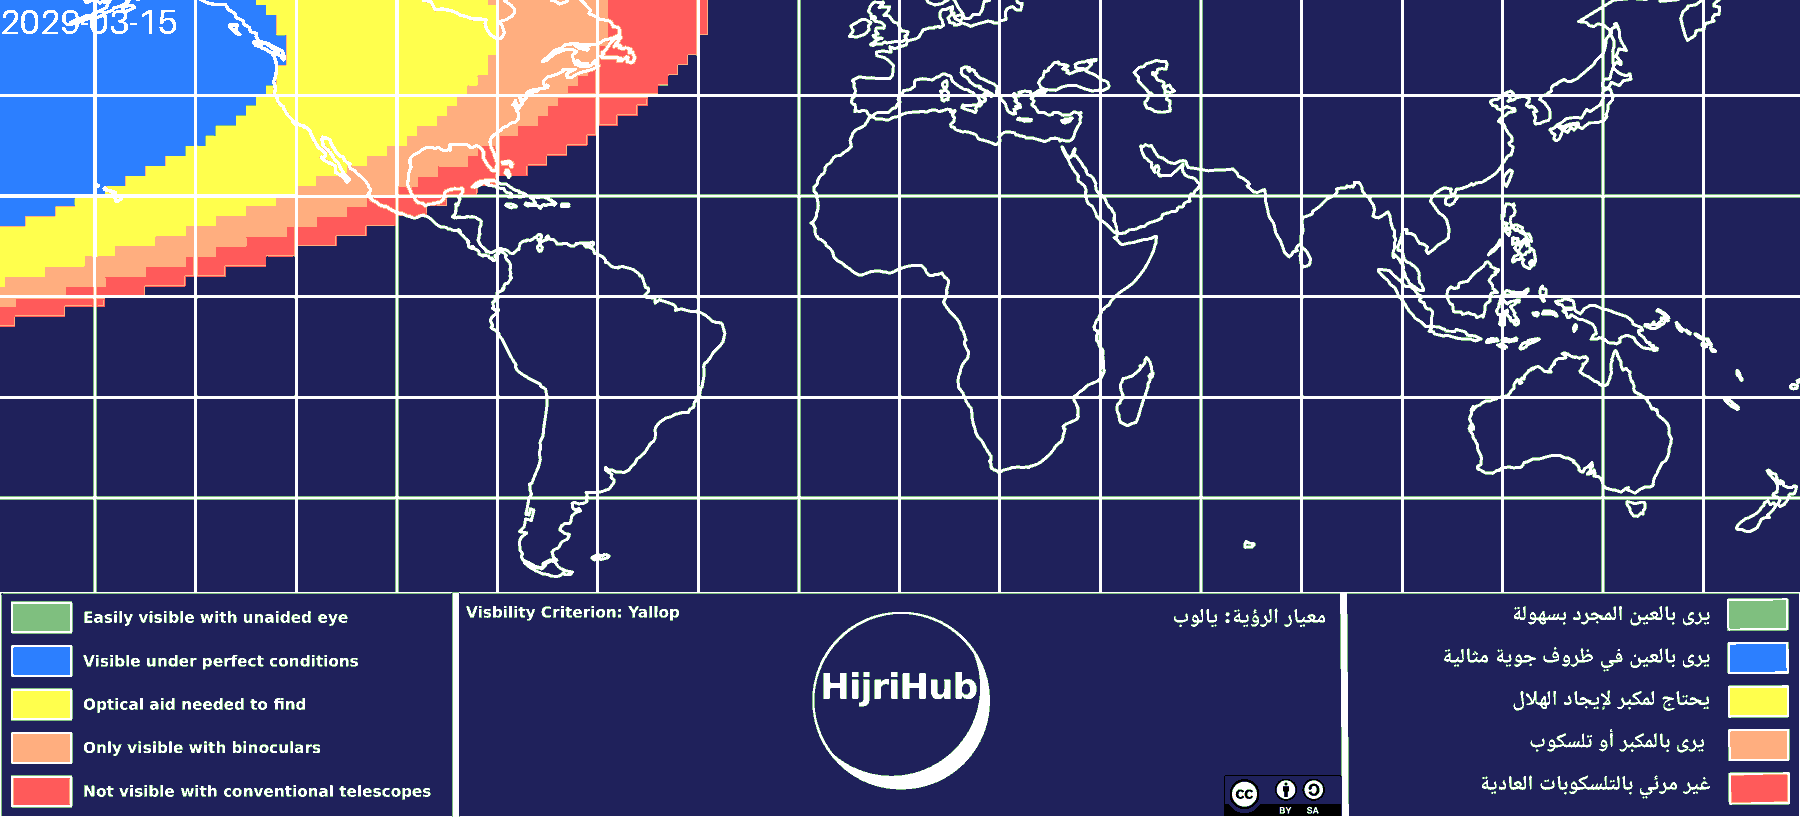 2029-03-15
Easily visible with unaided eye
Visible under perfect conditions
Optical aid needed to find
Only visible with binoculars
Not visible with conventional telescopes
Visbility Criterion: Yallop
معيار الرؤية: يالوب
HijriHub
cc
BY SA
يرى بالعين المجرد بسهولة
يرى بالعين في ظروف جوية مثالية
يحتاج لمكبر لإيجاد الهلال
يرى بالمكبر أو تلسكوب
غير مرئي بالتلسكوبات العادية